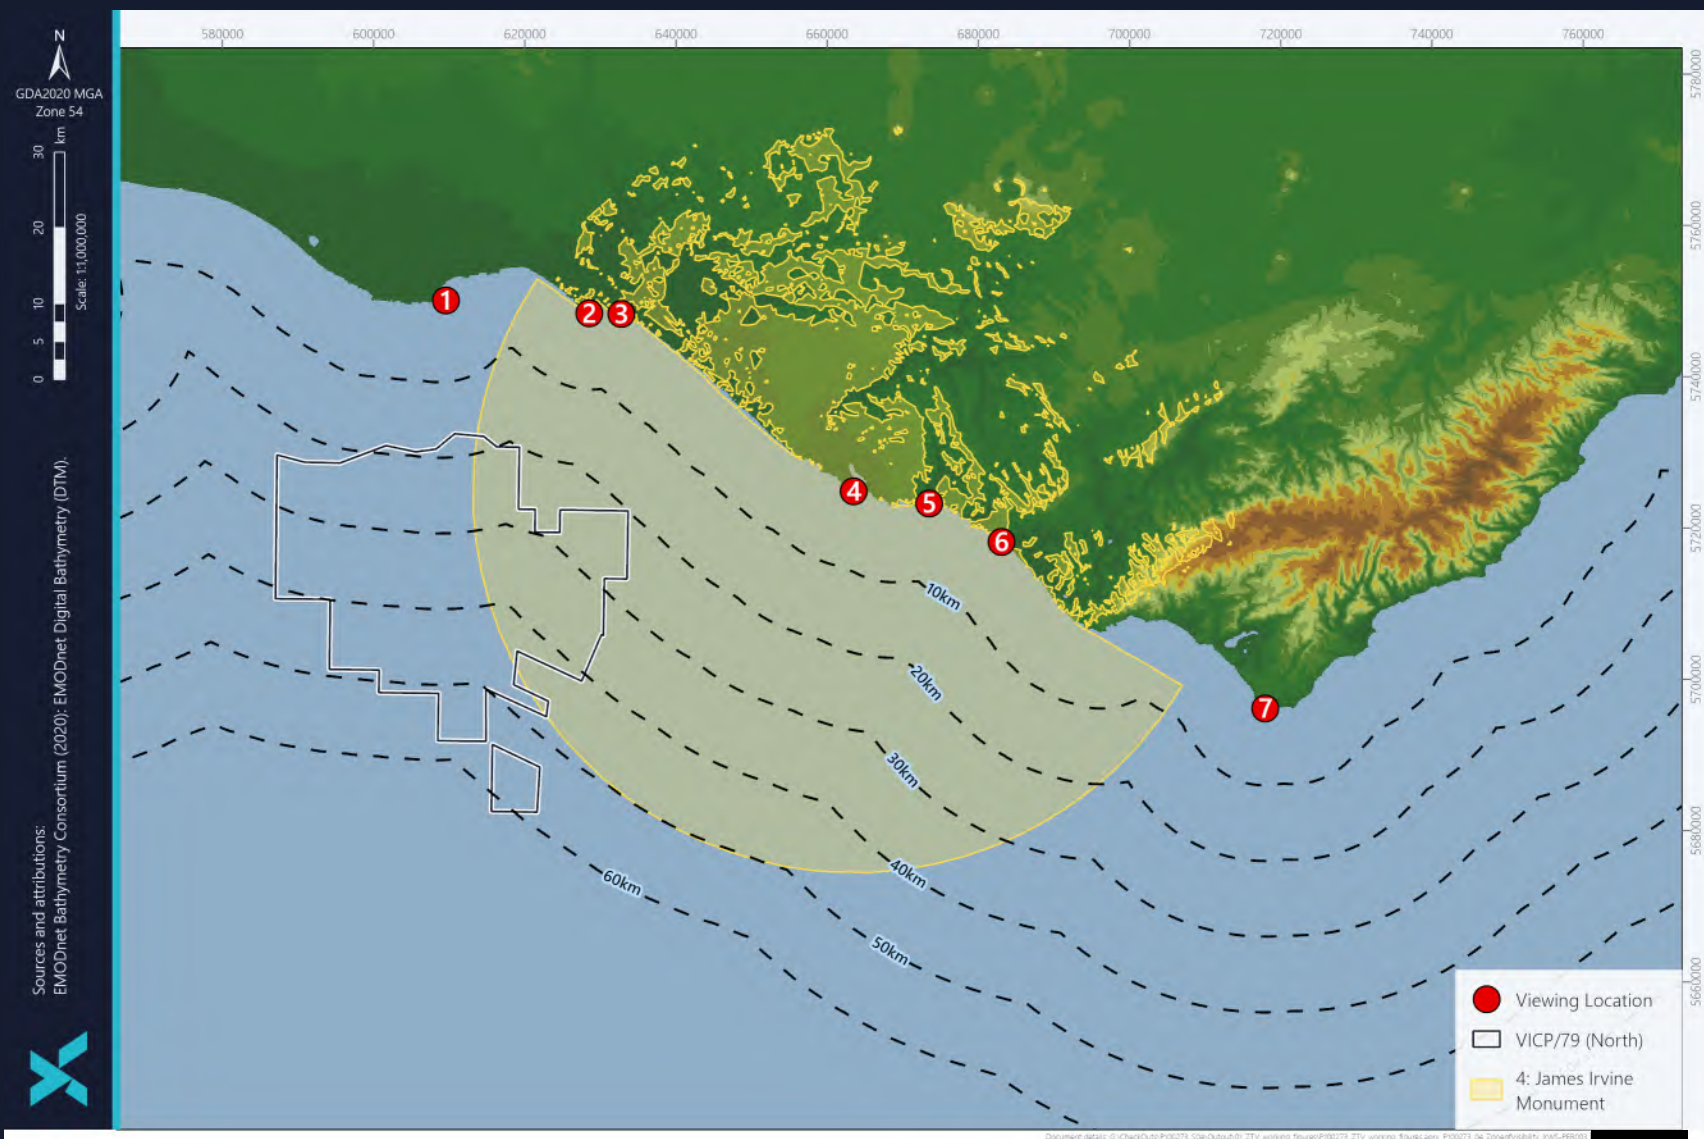 580000 600000 620000 640000 660000 680000 700000 720000 740000 760000
5780000
5760000
5740000
5720000
5700000
5680000
5660000
N
GDA2020 MGA
Zone 54
km
30
20
10
5
0
Scale: 1:1,000,000
Sources and attributions:
EMODnet Bathymetry Consortium (2020): EMODnet Digital Bathymetry (DTM).
1
2
3
4
5
6
7
10km
20km
30km
40km
50km
60km
Viewing Location
VICP/79 (North)
4: James Irvine
Monument